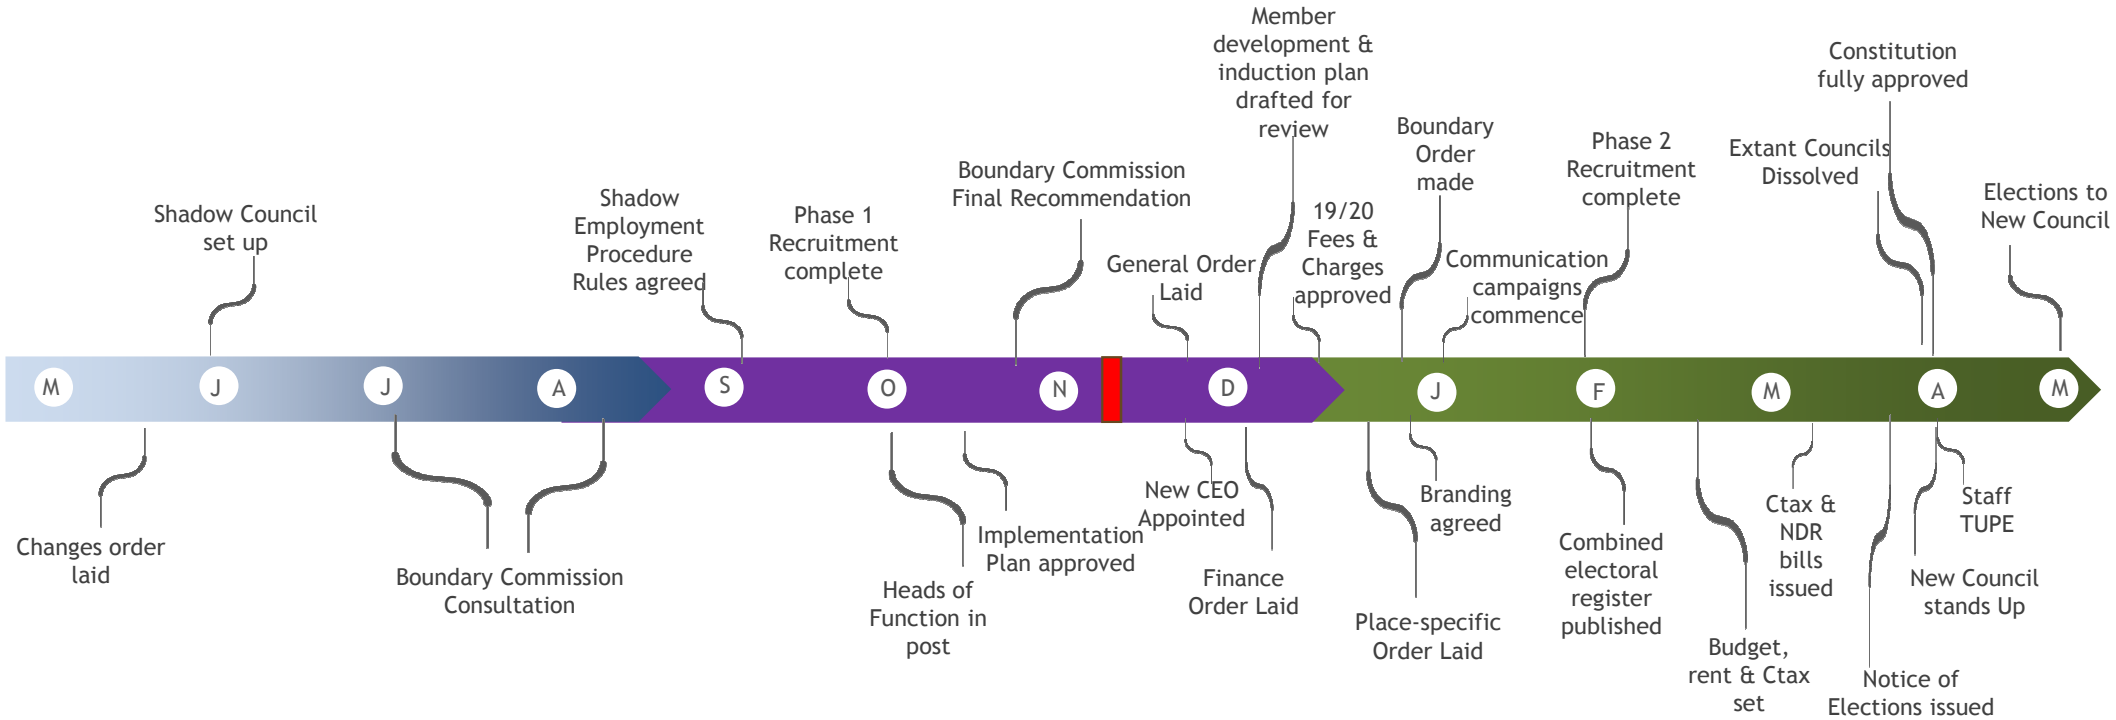 Member
development &
induction plan
drafted for
review
Constitution
fully approved
Boundary
Order
made
Phase 2
Recruitment
complete
Extant Councils
Dissolved
Boundary Commission
Final Recommendation
Elections to
New Council
Shadow
Employment
Procedure
Rules agreed
Shadow Council
set up
Phase 1
Recruitment
complete
19/20
Fees &
Charges
approved
General Order
Laid
Communication
campaigns
commence
M
J
J
A
S
O
N
D
J
F
M
A
M
Changes order
laid
Boundary Commission
Consultation
Heads of
Function in
post
Implementation
Plan approved
New CEO
Appointed
Finance
Order Laid
Place-specific
Order Laid
Branding
agreed
Combined
electoral
register
published
Budget,
rent & Ctax
set
Ctax &
NDR
bills
issued
Notice of
Elections issued
New Council
stands Up
Staff
TUPE